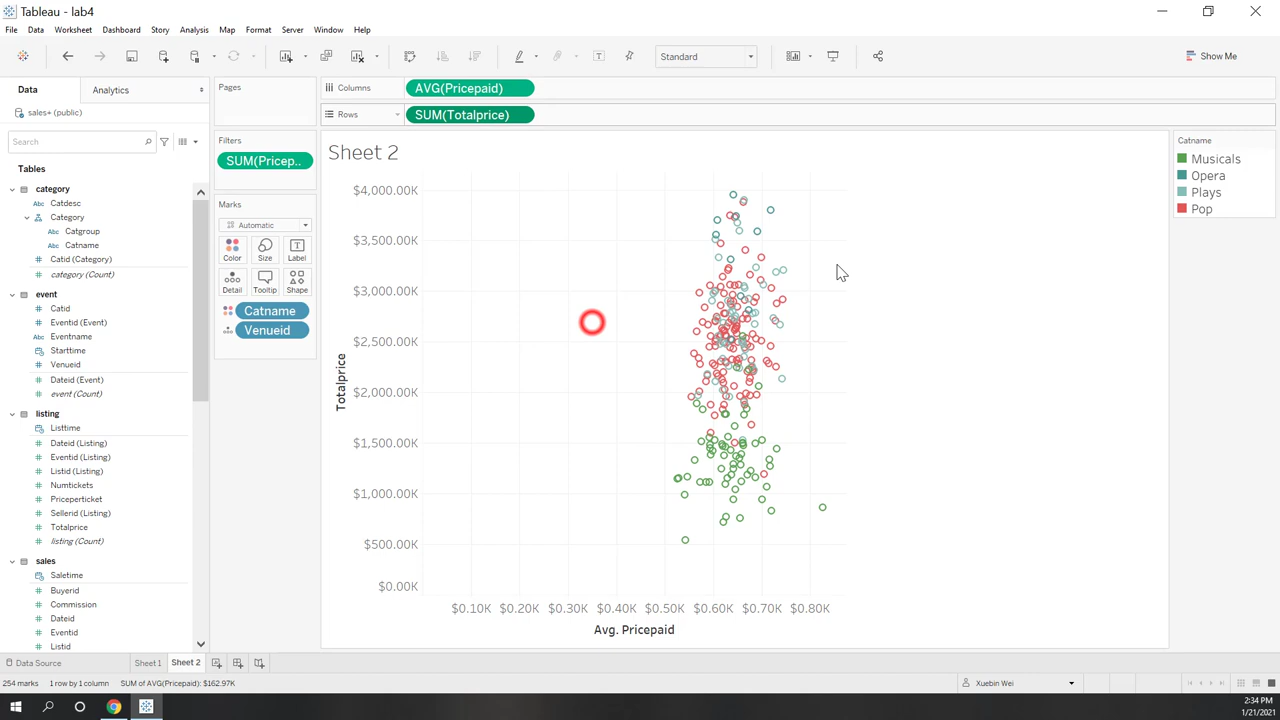 Tableau - lab4
File Data Worksheet Dashboard Story Analysis Map Format Server Window Help
Standard
Show Me
Data Analytics
sales+ (public)
Search
Tables
category
Catdesc
Category
Catgroup
Catname
Catid (Category)
category (Count)
event
Catid
Eventid (Event)
Eventname
Starttime
Venueid
Dateid (Event)
event (Count)
listing
Listtime
Dateid (Listing)
Eventid (Listing)
Listid (Listing)
Numtickets
Priceperticket
Sellerid (Listing)
Totalprice
listing (Count)
sales
Saletime
Buyerid
Commission
Dateid
Eventid
Listid
Pages
Filters
SUM(Pricep..
Marks
Automatic
Color Size Label
Detail Tooltip Shape
Catname
Venueid
Columns AVG(Pricepaid)
Rows SUM(Totalprice)
Sheet 2
Totalprice
$4,000.00K
$3,500.00K
$3,000.00K
$2,500.00K
$2,000.00K
$1,500.00K
$1,000.00K
$500.00K
$0.00K
$0.10K $0.20K $0.30K $0.40K $0.50K $0.60K $0.70K $0.80K
Avg. Pricepaid
Catname
Musicals
Opera
Plays
Pop
Data Source Sheet 1 Sheet 2
254 marks 1 row by 1 column SUM of AVG(Pricepaid): $162.97K Xuebin Wei
2:34 PM
1/21/2021